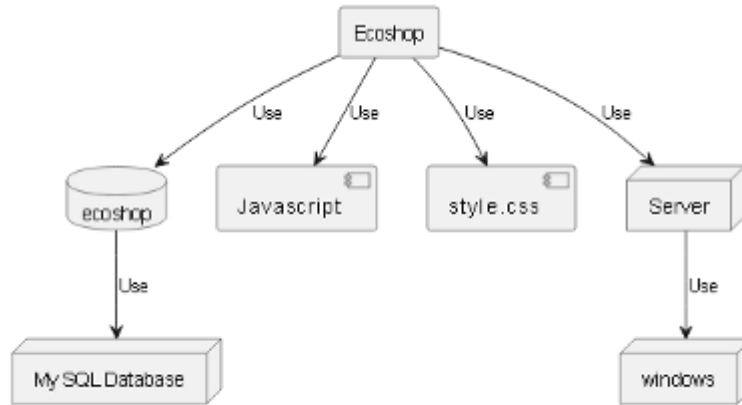 Ecoshop
Use
Use
Use
Use
ecoshop
Javascript
style.css
Server
Use
Use
My SQL Database
windows